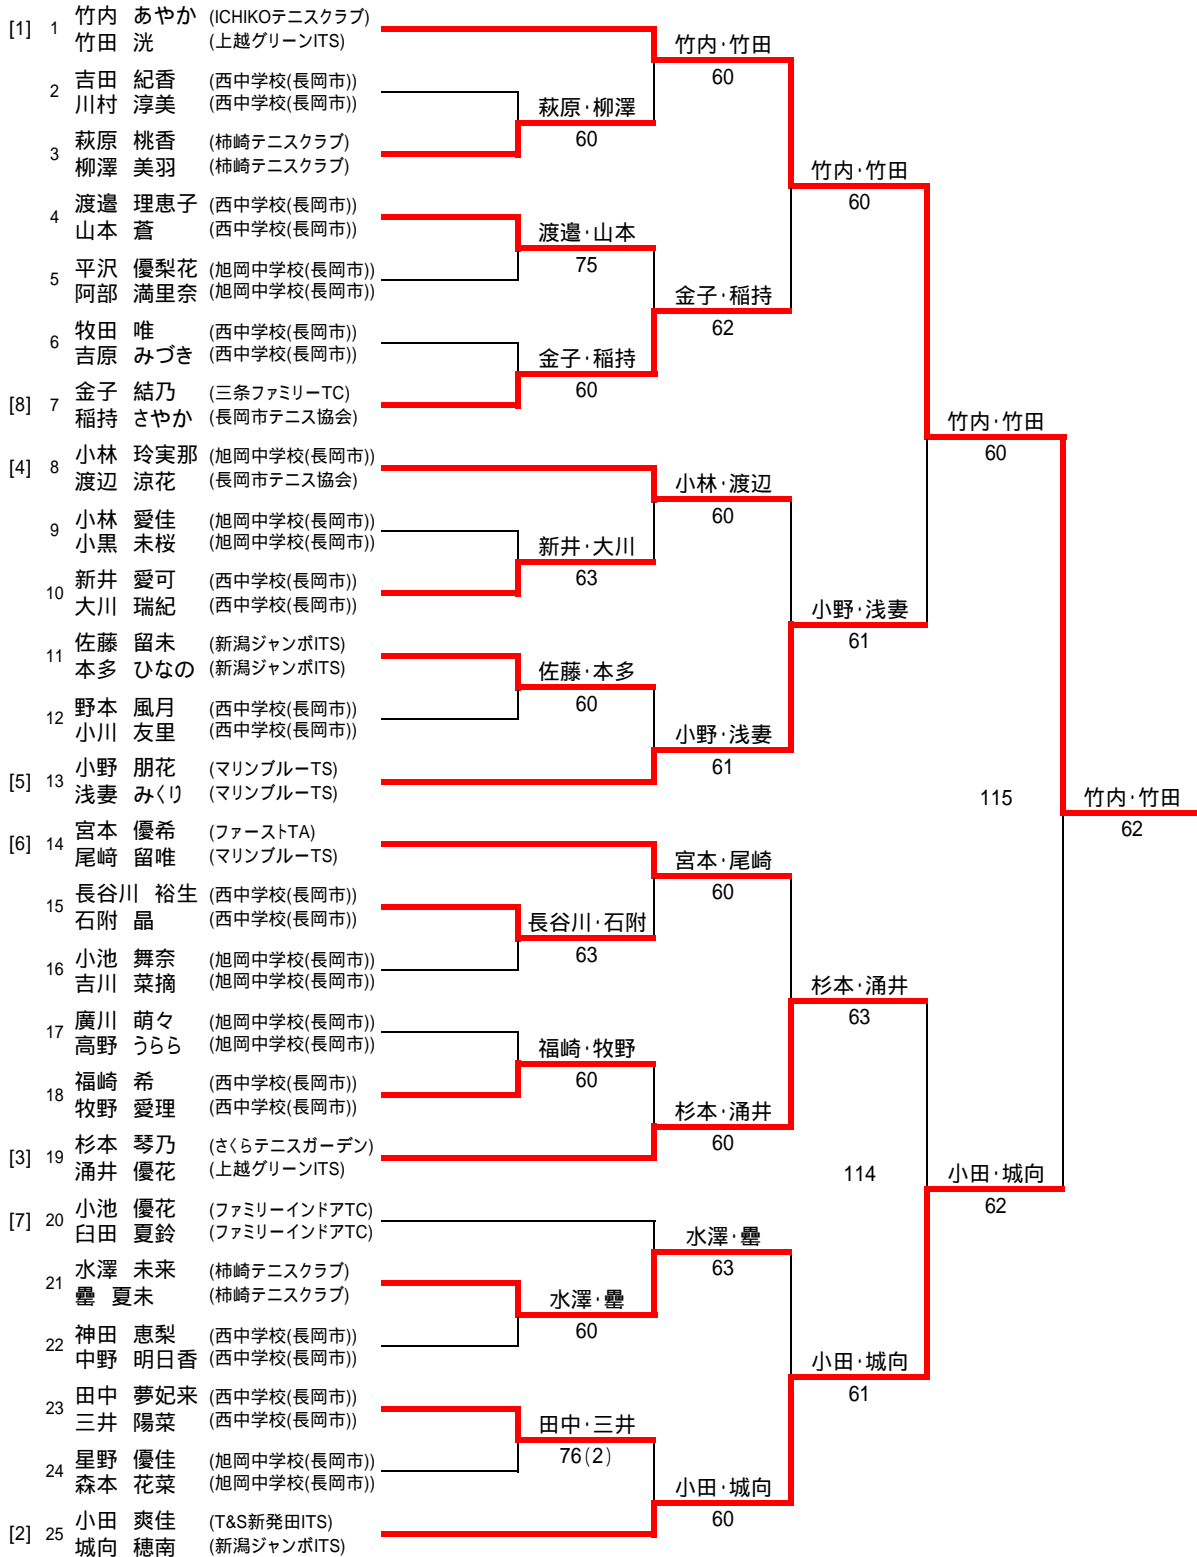 [1] 1 竹内 あやか (ICHIKOテニスクラブ)
竹田 洸 (上越グリーンITS)
竹内・竹田
60
2 吉田 紀香 (西中学校(長岡市))
川村 淳美 (西中学校(長岡市))
萩原・柳澤
60
3 萩原 桃香 (柿崎テニスクラブ)
柳澤 美羽 (柿崎テニスクラブ)
竹内・竹田
60
4 渡邉 理恵子 (西中学校(長岡市))
山本 蒼 (西中学校(長岡市))
渡邉・山本
75
5 平沢 優梨花 (旭岡中学校(長岡市))
阿部 満里奈 (旭岡中学校(長岡市))
金子・稲持
62
6 牧田 唯 (西中学校(長岡市))
吉原 みづき (西中学校(長岡市))
金子・稲持
60
[8] 7 金子 結乃 (三条ファミリーTC)
稲持 さやか (長岡市テニス協会)
竹内・竹田
60
[4] 8 小林 玲実那 (旭岡中学校(長岡市))
渡辺 涼花 (長岡市テニス協会)
小林・渡辺
60
9 小林 愛佳 (旭岡中学校(長岡市))
小黒 未桜 (旭岡中学校(長岡市))
新井・大川
63
10 新井 愛可 (西中学校(長岡市))
大川 瑞紀 (西中学校(長岡市))
小野・浅妻
61
11 佐藤 留未 (新潟ジャンボITS)
本多 ひなの (新潟ジャンボITS)
佐藤・本多
60
12 野本 風月 (西中学校(長岡市))
小川 友里 (西中学校(長岡市))
小野・浅妻
61
[5] 13 小野 朋花 (マリンブルーTS)
浅妻 みくり (マリンブルーTS)
115
竹内・竹田
62
[6] 14 宮本 優希 (ファーストTA)
尾﨑 留唯 (マリンブルーTS)
宮本・尾崎
60
15 長谷川 裕生 (西中学校(長岡市))
石附 晶 (西中学校(長岡市))
長谷川・石附
63
16 小池 舞奈 (旭岡中学校(長岡市))
吉川 菜摘 (旭岡中学校(長岡市))
杉本・涌井
63
17 廣川 萌々 (旭岡中学校(長岡市))
高野 うらら (旭岡中学校(長岡市))
福崎・牧野
60
18 福崎 希 (西中学校(長岡市))
牧野 愛理 (西中学校(長岡市))
杉本・涌井
60
[3] 19 杉本 琴乃 (さくらテニスガーデン)
涌井 優花 (上越グリーンITS)
114
小田・城向
62
[7] 20 小池 優花 (ファミリーインドアTC)
臼田 夏鈴 (ファミリーインドアTC)
水澤・罍
63
21 水澤 未来 (柿崎テニスクラブ)
罍 夏未 (柿崎テニスクラブ)
水澤・罍
60
22 神田 恵梨 (西中学校(長岡市))
中野 明日香 (西中学校(長岡市))
小田・城向
61
23 田中 夢妃来 (西中学校(長岡市))
三井 陽菜 (西中学校(長岡市))
田中・三井
76(2)
24 星野 優佳 (旭岡中学校(長岡市))
森本 花菜 (旭岡中学校(長岡市))
小田・城向
60
[2] 25 小田 爽佳 (T&S新発田ITS)
城向 穂南 (新潟ジャンボITS)